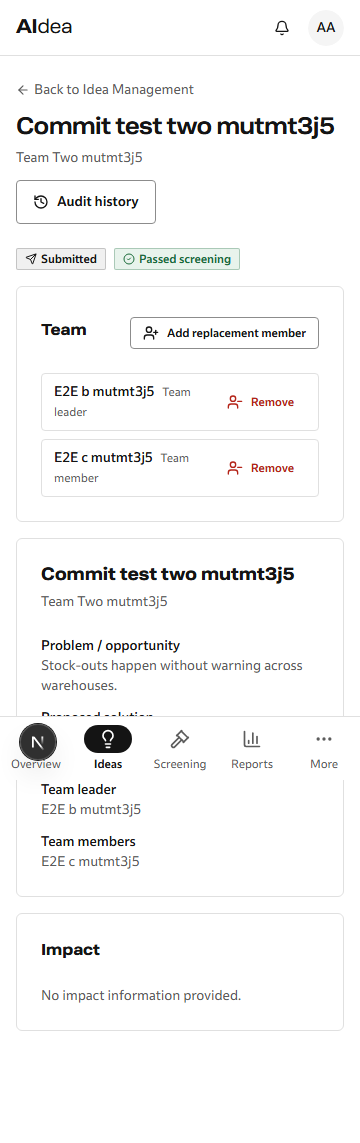 AIdea
AA
Back to Idea Management
Commit test two mutmt3j5
Team Two mutmt3j5
Audit history
Submitted
Passed screening
Team
Add replacement member
E2E b mutmt3j5 Team
leader
Remove
E2E c mutmt3j5 Team
member
Remove
Commit test two mutmt3j5
Team Two mutmt3j5
Problem / opportunity
Stock-outs happen without warning across
warehouses.
Proposed solution
N
Overview
Ideas
Screening
Reports
More
Team leader
E2E b mutmt3j5
Team members
E2E c mutmt3j5
Impact
No impact information provided.